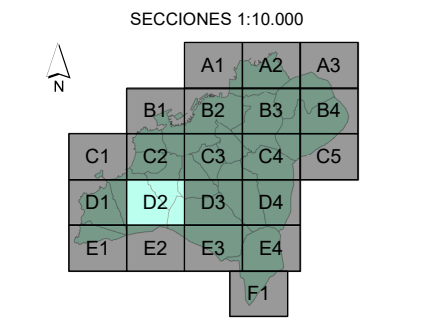 SECCIONES 1:10.000
N
A1 A2 A3
B1 B2 B3 B4
C1 C2 C3 C4 C5
D1 D2 D3 D4
E1 E2 E3 E4
F1